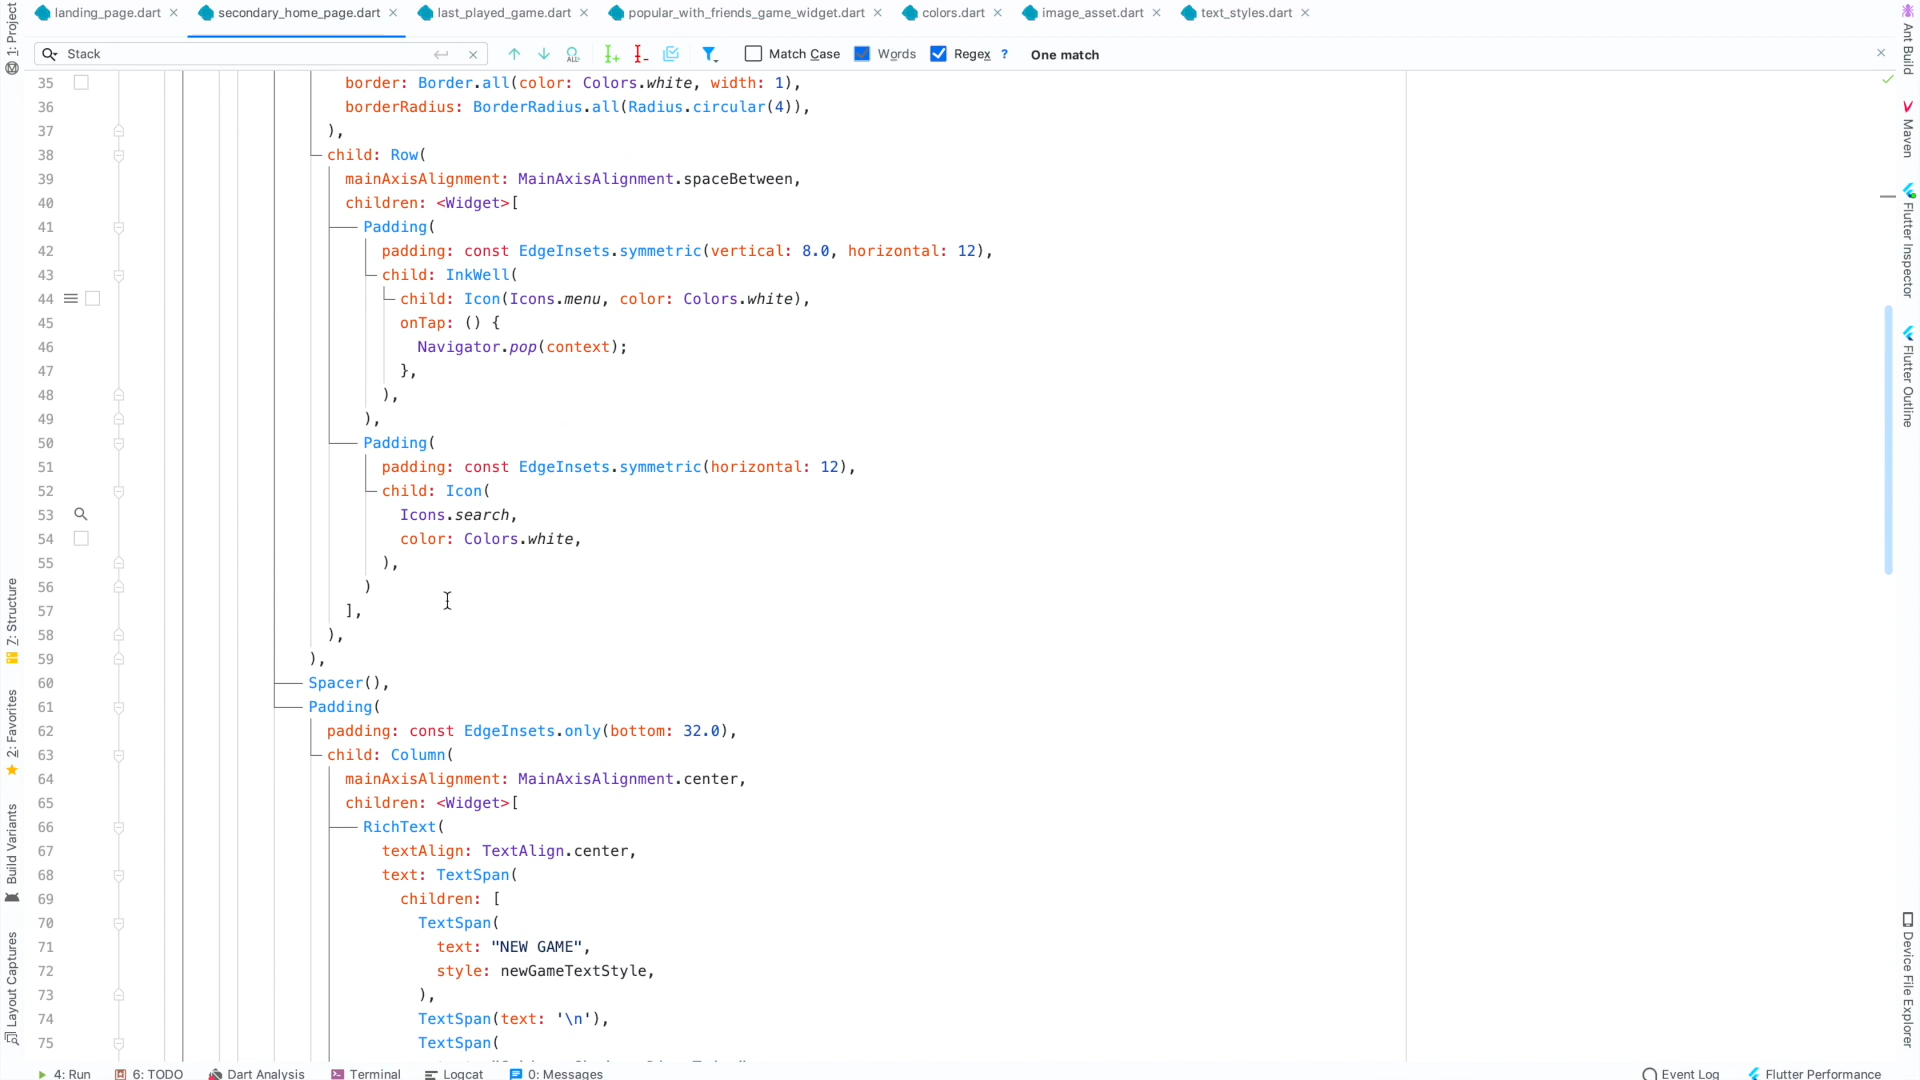 landing_page.dart
secondary_home_page.dart
last_played_game.dart
popular_with_friends_game_widget.dart
colors.dart
image_asset.dart
text_styles.dart
Stack
ALL
Match Case
Words
Regex
?
One match
35 border: Border.all(color: Colors.white, width: 1),
36 borderRadius: BorderRadius.all(Radius.circular(4)),
37 ),
38 child: Row(
39 mainAxisAlignment: MainAxisAlignment.spaceBetween,
40 children: <Widget>[
41 Padding(
42 padding: const EdgeInsets.symmetric(vertical: 8.0, horizontal: 12),
43 child: InkWell(
44 child: Icon(Icons.menu, color: Colors.white),
45 onTap: () {
46 Navigator.pop(context);
47 },
48 ),
49 ),
50 Padding(
51 padding: const EdgeInsets.symmetric(horizontal: 12),
52 child: Icon(
53 Icons.search,
54 color: Colors.white,
55 ),
56 )
57 ],
58 ),
59 ),
60 Spacer(),
61 Padding(
62 padding: const EdgeInsets.only(bottom: 32.0),
63 child: Column(
64 mainAxisAlignment: MainAxisAlignment.center,
65 children: <Widget>[
66 RichText(
67 textAlign: TextAlign.center,
68 text: TextSpan(
69 children: [
70 TextSpan(
71 text: "NEW GAME",
72 style: newGameTextStyle,
73 ),
74 TextSpan(text: '\n'),
75 TextSpan(
1: Project
7: Structure
2: Favorites
Build Variants
Layout Captures
Ant Build
Maven
Flutter Inspector
Flutter Outline
Device File Explorer
4: Run
6: TODO
Dart Analysis
Terminal
Logcat
0: Messages
Event Log
Flutter Performance